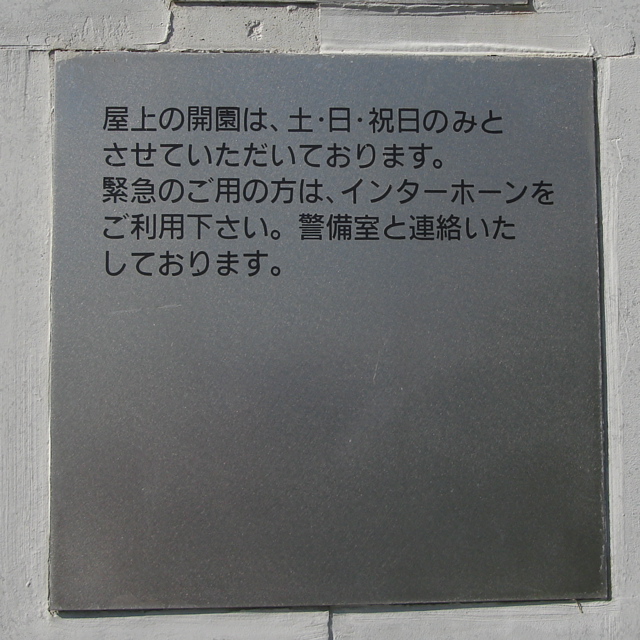 屋上の開園は、土・日・祝日のみと
させていただいております。
緊急のご用の方は、インターホーンを
ご利用下さい。警備室と連絡いた
しております。